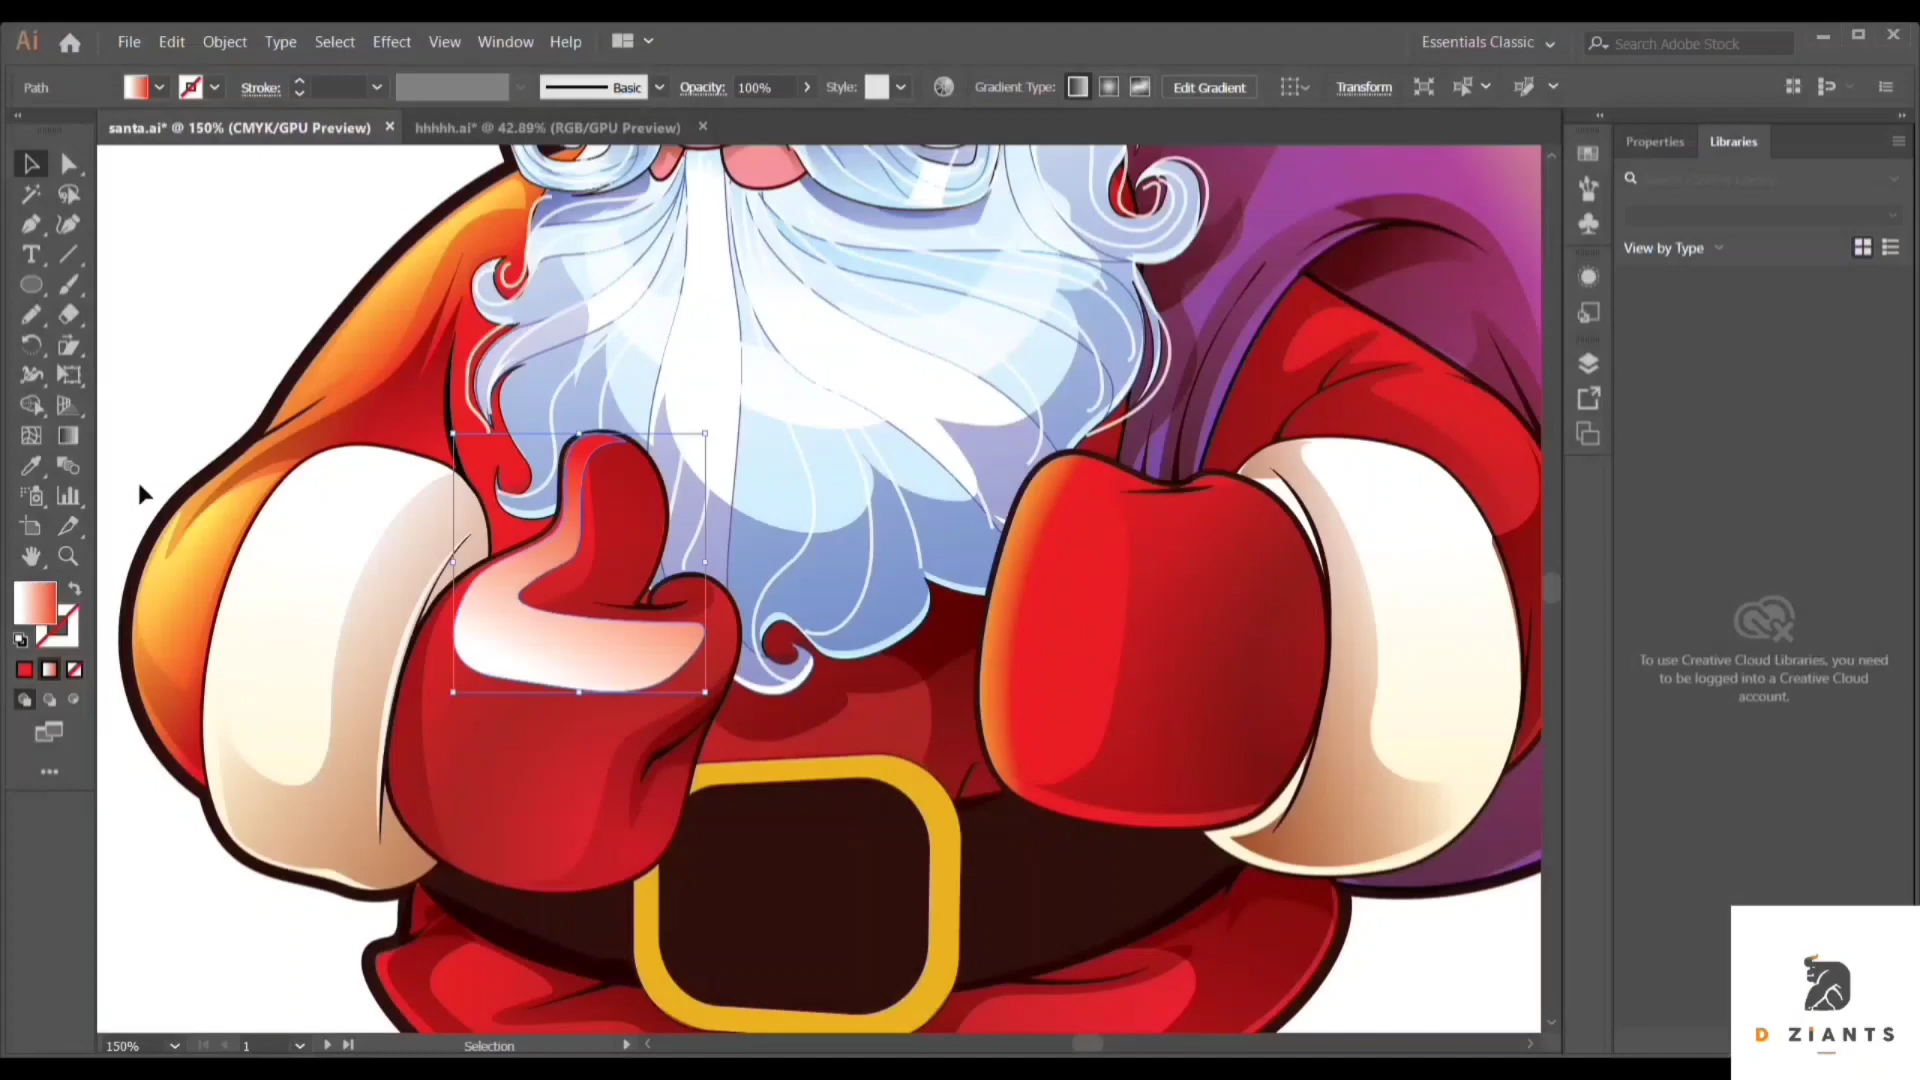 Ai File Edit Object Type Select Effect View Window Help Essentials Classic Search Adobe Stock
Path Stroke: Basic Opacity: 100% Style: Gradient Type: Edit Gradient Transform
santa.ai* @ 150% (CMYK/GPU Preview) hhhhh.ai* @ 42.89% (RGB/GPU Preview)
Properties Libraries
View by Type
To use Creative Cloud Libraries, you need
to be logged into a Creative Cloud
account.
D ZIANTS
150% 1 Selection